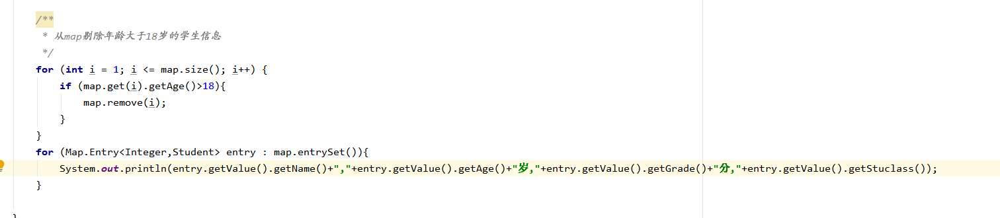 /**
 * 从map剔除年龄大于18岁的学生信息
 */
for (int i = 1; i <= map.size(); i++) {
    if (map.get(i).getAge()>18){
        map.remove(i);
    }
}
for (Map.Entry<Integer,Student> entry : map.entrySet()){
    System.out.println(entry.getValue().getName()+","+entry.getValue().getAge()+"岁,"+entry.getValue().getGrade()+"分,"+entry.getValue().getStuclass());
}
}